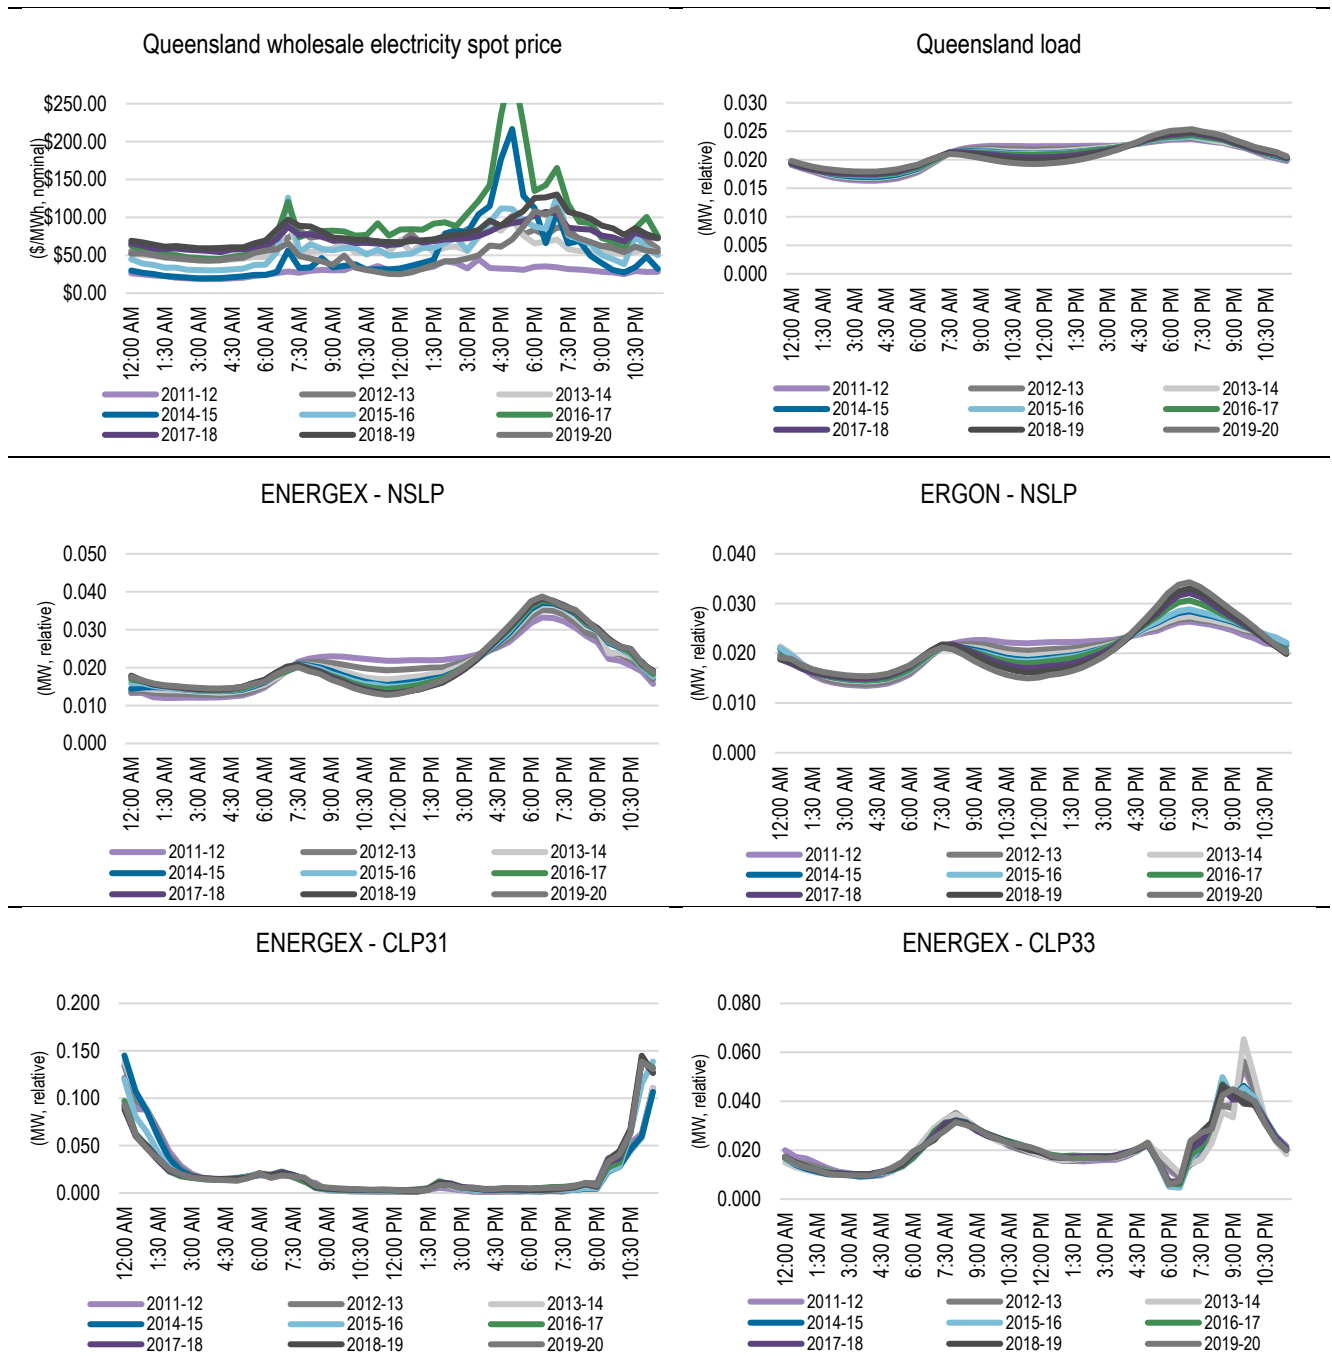 Queensland wholesale electricity spot price
($/MWh, nominal)
$250.00
$200.00
$150.00
$100.00
$50.00
$0.00
12:00 AM
1:30 AM
3:00 AM
4:30 AM
6:00 AM
7:30 AM
9:00 AM
10:30 AM
12:00 PM
1:30 PM
3:00 PM
4:30 PM
6:00 PM
7:30 PM
9:00 PM
10:30 PM
2011-12 2012-13 2013-14
2014-15 2015-16 2016-17
2017-18 2018-19 2019-20
Queensland load
(MW, relative)
0.030
0.025
0.020
0.015
0.010
0.005
0.000
12:00 AM
1:30 AM
3:00 AM
4:30 AM
6:00 AM
7:30 AM
9:00 AM
10:30 AM
12:00 PM
1:30 PM
3:00 PM
4:30 PM
6:00 PM
7:30 PM
9:00 PM
10:30 PM
2011-12 2012-13 2013-14
2014-15 2015-16 2016-17
2017-18 2018-19 2019-20
ENERGEX - NSLP
(MW, relative)
0.050
0.040
0.030
0.020
0.010
0.000
12:00 AM
1:30 AM
3:00 AM
4:30 AM
6:00 AM
7:30 AM
9:00 AM
10:30 AM
12:00 PM
1:30 PM
3:00 PM
4:30 PM
6:00 PM
7:30 PM
9:00 PM
10:30 PM
2011-12 2012-13 2013-14
2014-15 2015-16 2016-17
2017-18 2018-19 2019-20
ERGON - NSLP
(MW, relative)
0.040
0.030
0.020
0.010
0.000
12:00 AM
1:30 AM
3:00 AM
4:30 AM
6:00 AM
7:30 AM
9:00 AM
10:30 AM
12:00 PM
1:30 PM
3:00 PM
4:30 PM
6:00 PM
7:30 PM
9:00 PM
10:30 PM
2011-12 2012-13 2013-14
2014-15 2015-16 2016-17
2017-18 2018-19 2019-20
ENERGEX - CLP31
(MW, relative)
0.200
0.150
0.100
0.050
0.000
12:00 AM
1:30 AM
3:00 AM
4:30 AM
6:00 AM
7:30 AM
9:00 AM
10:30 AM
12:00 PM
1:30 PM
3:00 PM
4:30 PM
6:00 PM
7:30 PM
9:00 PM
10:30 PM
2011-12 2012-13 2013-14
2014-15 2015-16 2016-17
2017-18 2018-19 2019-20
ENERGEX - CLP33
(MW, relative)
0.080
0.060
0.040
0.020
0.000
12:00 AM
1:30 AM
3:00 AM
4:30 AM
6:00 AM
7:30 AM
9:00 AM
10:30 AM
12:00 PM
1:30 PM
3:00 PM
4:30 PM
6:00 PM
7:30 PM
9:00 PM
10:30 PM
2011-12 2012-13 2013-14
2014-15 2015-16 2016-17
2017-18 2018-19 2019-20